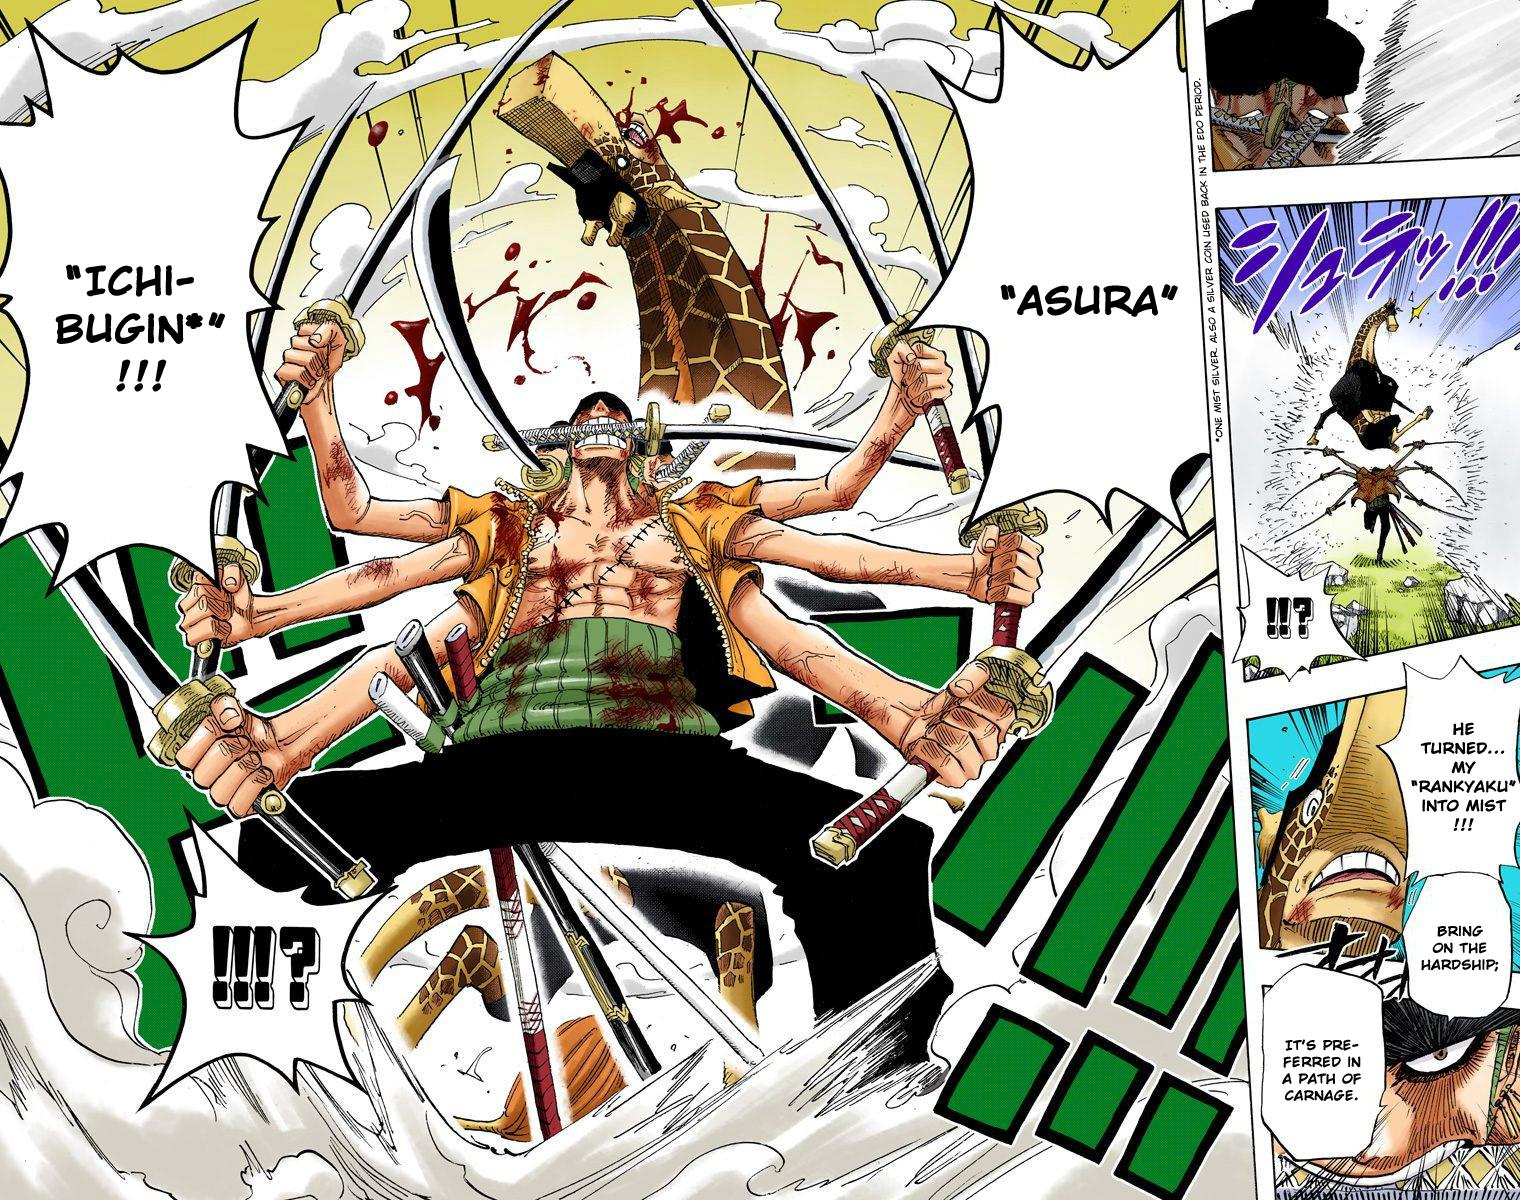 シュラッ!!!
!!?
HE
TURNED...
MY
"RANKYAKU"
INTO MIST
!!!
BRING
ON THE
HARDSHIP;
IT'S PRE-
FERRED IN
A PATH OF
CARNAGE.
"ASURA"
"ICHI-
BUGIN*"
!!!
!!!?
*ONE MIST SILVER. ALSO A SILVER COIN USED BACK IN THE EDO PERIOD.